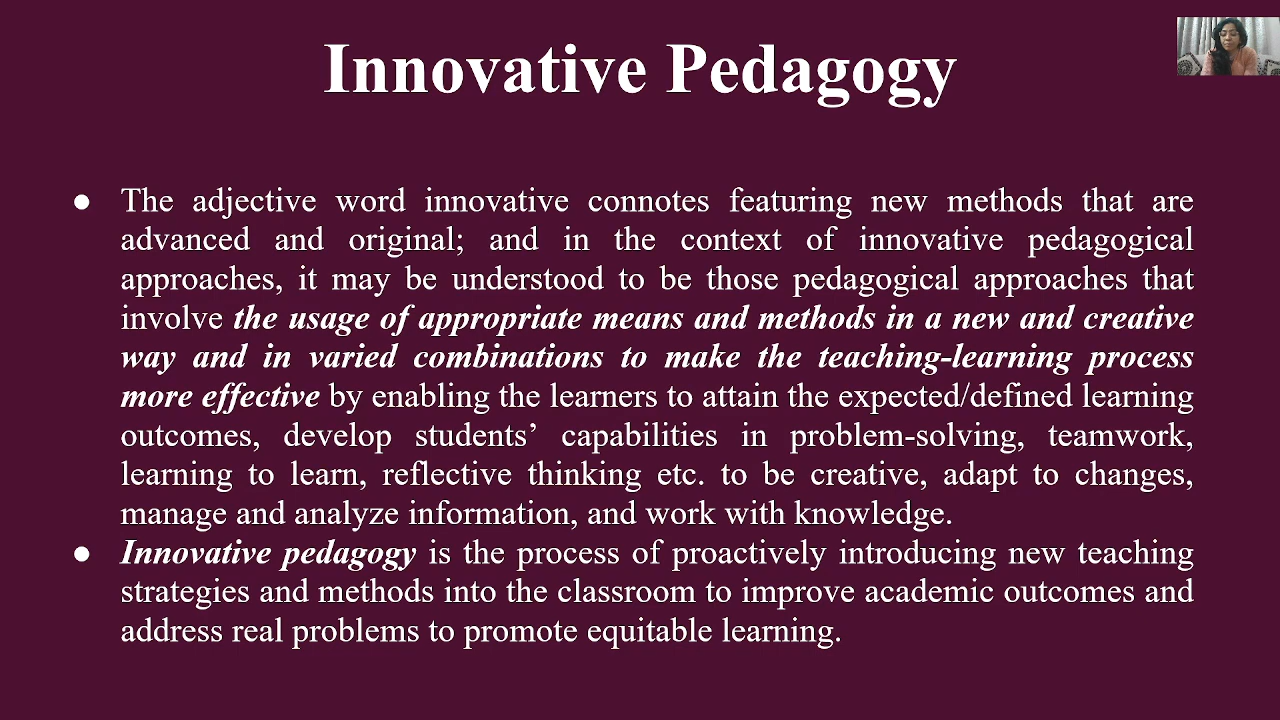 Innovative Pedagogy
● The adjective word innovative connotes featuring new methods that are
advanced and original; and in the context of innovative pedagogical
approaches, it may be understood to be those pedagogical approaches that
involve the usage of appropriate means and methods in a new and creative
way and in varied combinations to make the teaching-learning process
more effective by enabling the learners to attain the expected/defined learning
outcomes, develop students’ capabilities in problem-solving, teamwork,
learning to learn, reflective thinking etc. to be creative, adapt to changes,
manage and analyze information, and work with knowledge.
● Innovative pedagogy is the process of proactively introducing new teaching
strategies and methods into the classroom to improve academic outcomes and
address real problems to promote equitable learning.